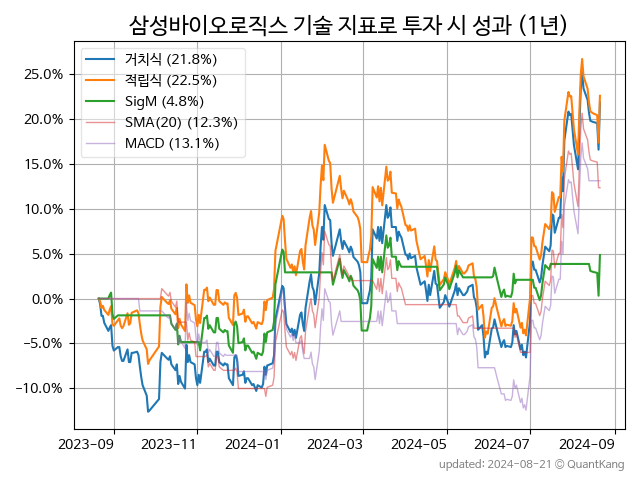 삼성바이오로직스 기술 지표로 투자 시 성과 (1년)
거치식 (21.8%)
적립식 (22.5%)
SigM (4.8%)
SMA(20) (12.3%)
MACD (13.1%)
25.0%
20.0%
15.0%
10.0%
5.0%
0.0%
−5.0%
−10.0%
2023-09 2023-11 2024-01 2024-03 2024-05 2024-07 2024-09
updated: 2024-08-21 © QuantKang